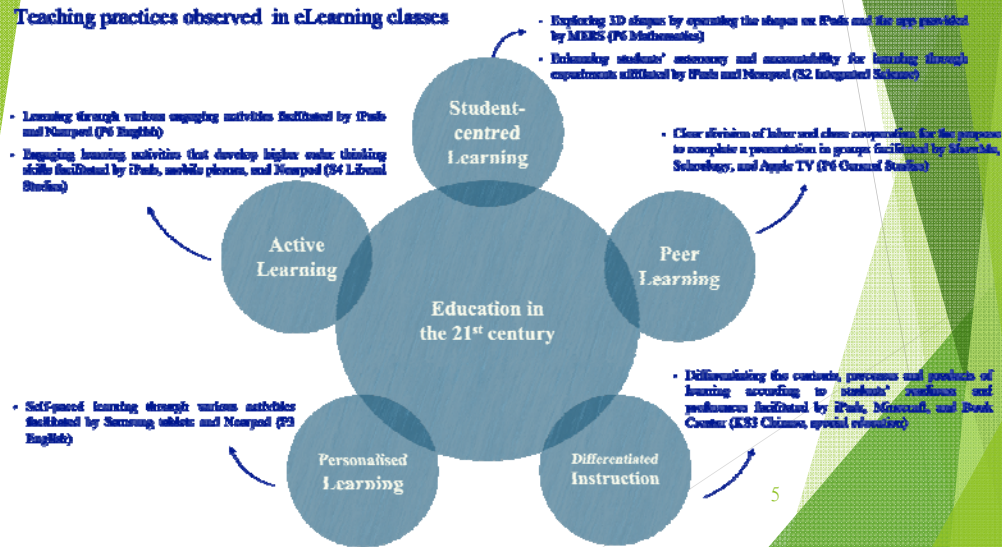 Teaching practices observed in eLearning classes
- Exploring 3D shapes by operating the shapes on iPads and the app provided
by (P6 Mathematics)
- Enhancing students' autonomy and accountability for learning through
experiments facilitated by iPads and Nearpod (S2 Integrated Science)
Student-
centred
Learning
- Learning through various engaging activities facilitated by iPads
and Nearpod (P6 English)
- Engaging learning activities that develop higher order thinking
skills facilitated by iPads, mobile phones, and Nearpod (S4 Liberal
Studies)
- Clear division of labor and close cooperation for the purpose
to complete a presentation in groups facilitated by ShowMe,
Schoology, and Apple TV (P6 General Studies)
Active
Learning
Peer
Learning
Education in
the 21st century
- Differentiating the contents, processes and products of
learning according to students' readiness and
preferences facilitated by iPads, Minecraft, and Book
Creator (KS3 Chinese, special education)
- Self-paced learning through various activities
facilitated by Samsung tablets and Nearpod (P3
English)
Personalised
Learning
Differentiated
Instruction
5